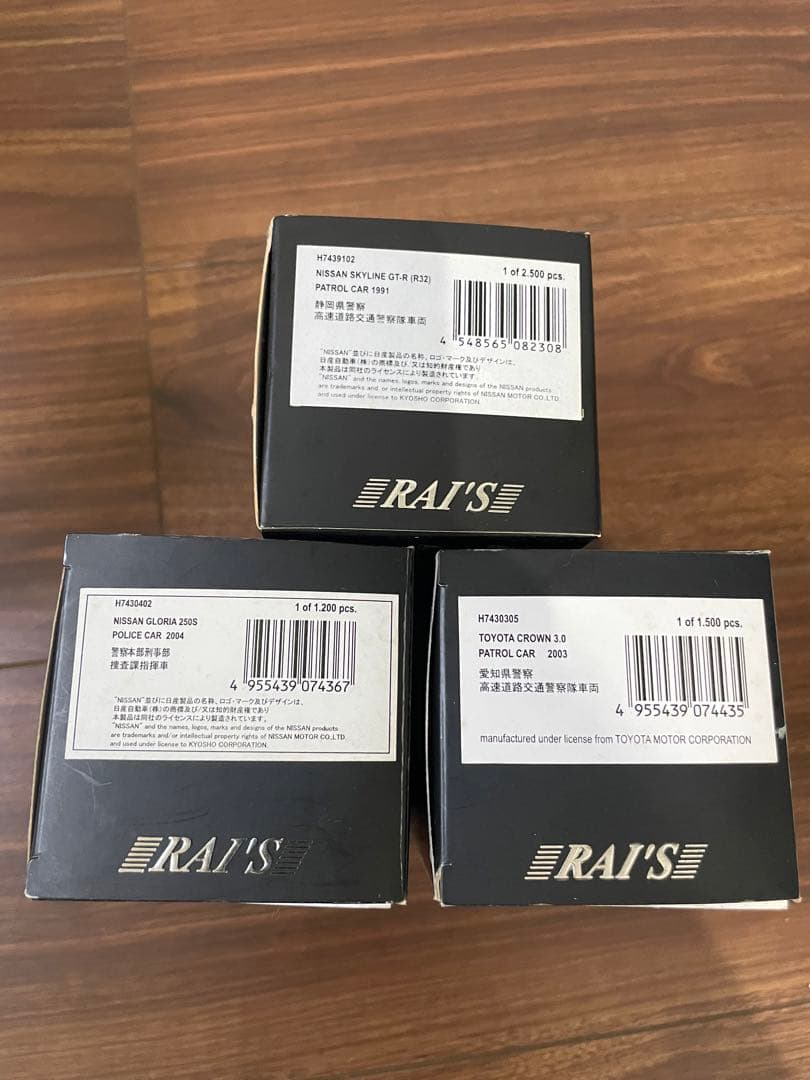 H7439102
NISSAN SKYLINE GT-R (R32)
1 of 2.500 pcs.
PATROL CAR 1991
静岡県警察
高速道路交通警察隊車両
4 548565 082308
"NISSAN"並びに日産製品の名称、ロゴ・マーク及びデザインは、
日産自動車(株)の商標及び/又は知的財産権であり
本製品は同社のライセンスにより製造されています。
"NISSAN" and the names, logos, marks and designs of the NISSAN products
are trademarks and/or intellectual property rights of NISSAN MOTOR CO.,LTD.
and used under license to KYOSHO CORPORATION.
RAI'S
H7430402
1 of 1.200 pcs.
NISSAN GLORIA 250S
POLICE CAR 2004
警察本部刑事部
捜査課指揮車
4 955439 074367
"NISSAN"並びに日産製品の名称、ロゴ・マーク及びデザインは、
日産自動車(株)の商標及び/又は知的財産権であり
本製品は同社のライセンスにより製造されています。
"NISSAN" and the names, logos, marks and designs of the NISSAN products
are trademarks and/or intellectual property rights of NISSAN MOTOR CO.,LTD.
and used under license to KYOSHO CORPORATION.
RAI'S
H7430305
1 of 1.500 pcs.
TOYOTA CROWN 3.0
PATROL CAR 2003
愛知県警察
高速道路交通警察隊車両
4 955439 074435
manufactured under license from TOYOTA MOTOR CORPORATION
RAI'S